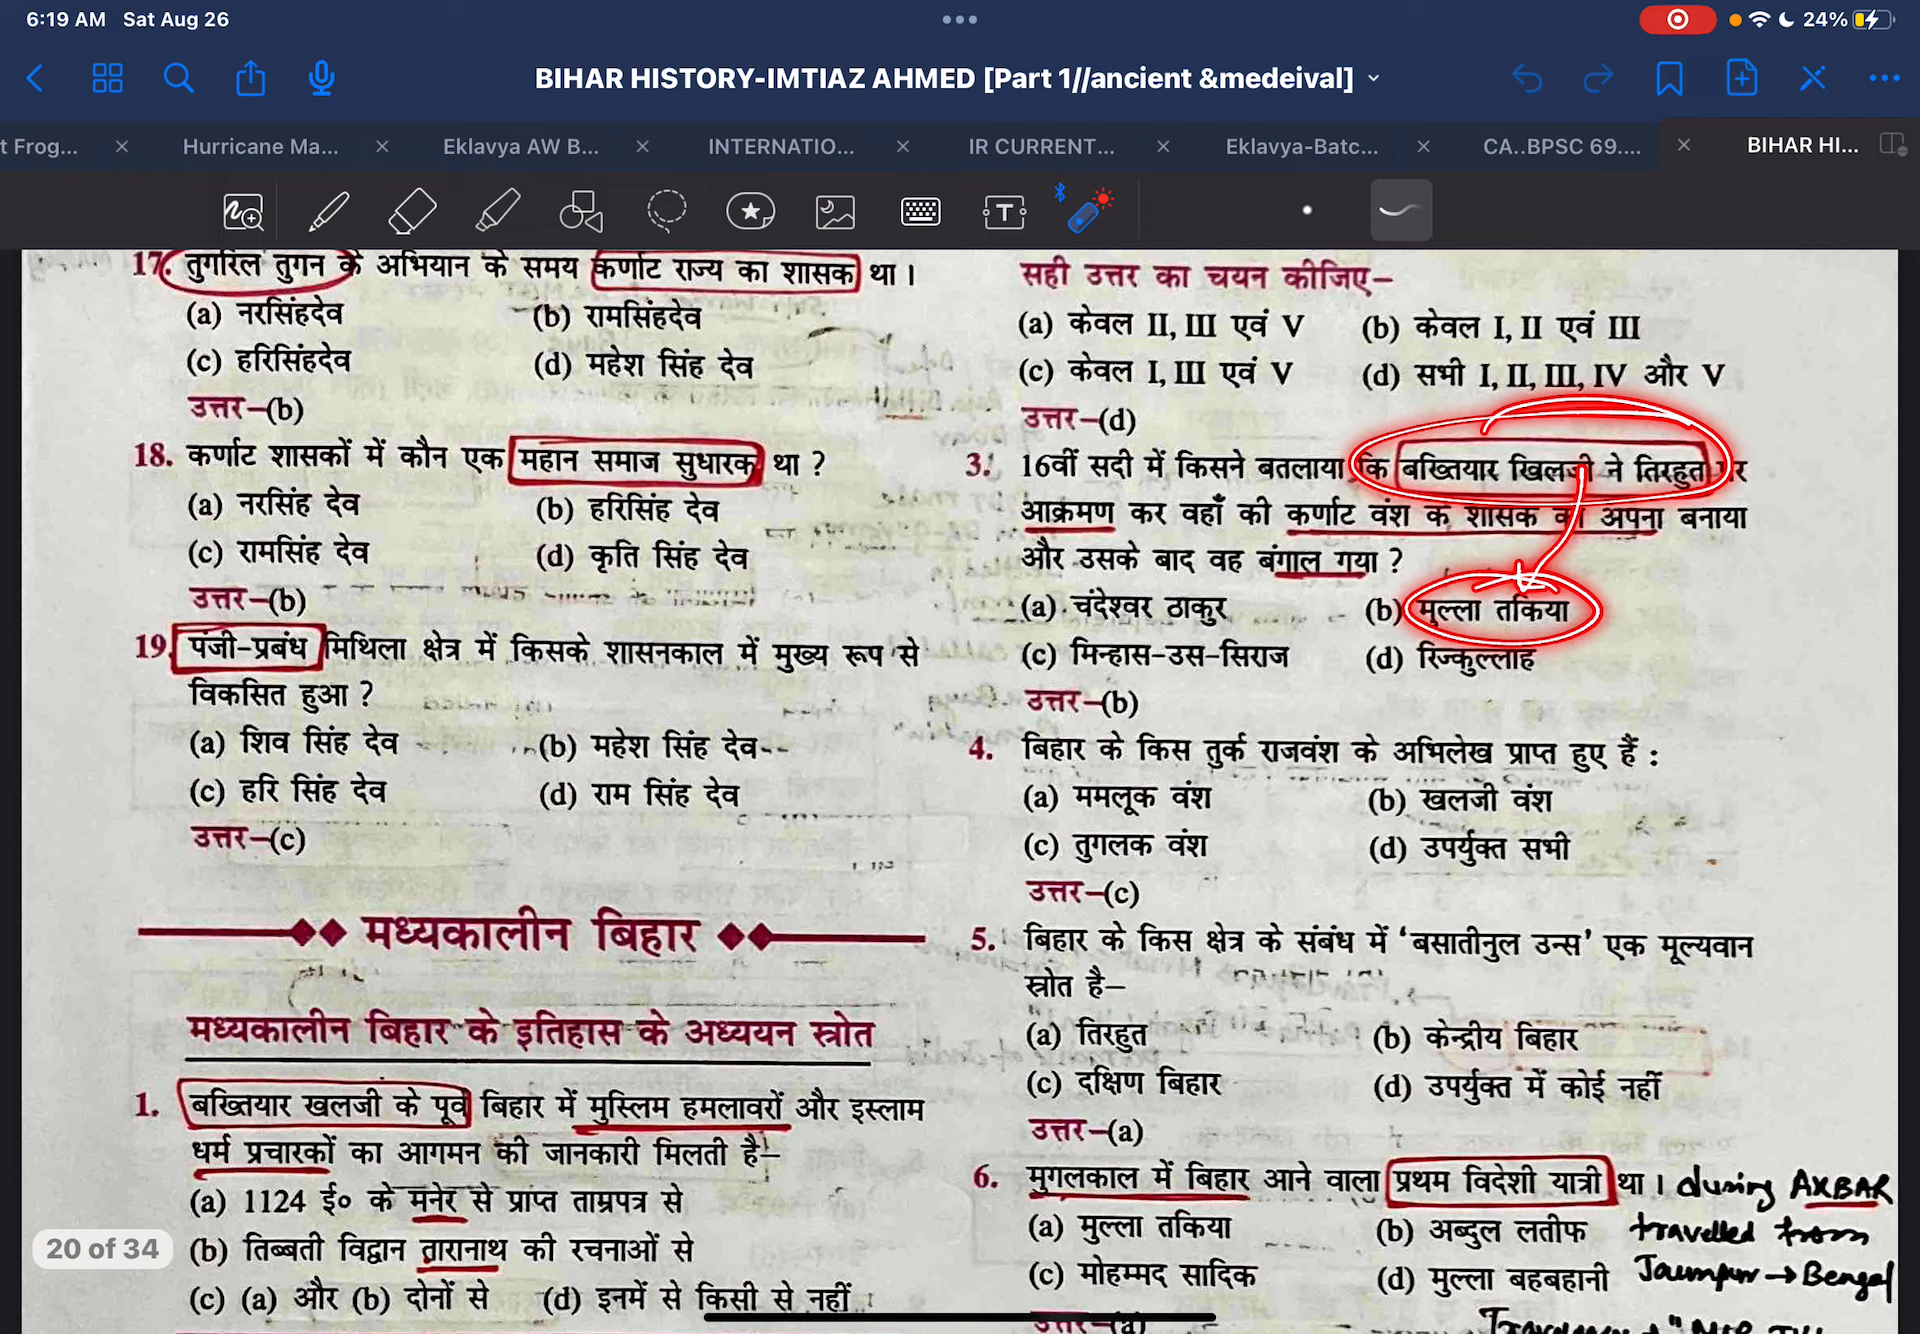 6:19 AM Sat Aug 26
24%
BIHAR HISTORY-IMTIAZ AHMED [Part 1//ancient &medeival]
t Frog...
Hurricane Ma...
Eklavya AW B...
INTERNATIO...
IR CURRENT...
Eklavya-Batc...
CA..BPSC 69....
BIHAR HI...
17. तुगरिल तुगन के अभियान के समय कर्णाट राज्य का शासक था।
(a) नरसिंहदेव (b) रामसिंहदेव
(c) हरिसिंहदेव (d) महेश सिंह देव
उत्तर–(b)
18. कर्णाट शासकों में कौन एक महान समाज सुधारक था ?
(a) नरसिंह देव (b) हरिसिंह देव
(c) रामसिंह देव (d) कृति सिंह देव
उत्तर–(b)
19. पंजी-प्रबंध मिथिला क्षेत्र में किसके शासनकाल में मुख्य रूप से
विकसित हुआ ?
(a) शिव सिंह देव (b) महेश सिंह देव
(c) हरि सिंह देव (d) राम सिंह देव
उत्तर–(c)
मध्यकालीन बिहार
मध्यकालीन बिहार के इतिहास के अध्ययन स्त्रोत
1. बख्तियार खलजी के पूर्व बिहार में मुस्लिम हमलावरों और इस्लाम
धर्म प्रचारकों का आगमन की जानकारी मिलती है–
(a) 1124 ई० के मनेर से प्राप्त ताम्रपत्र से
(b) तिब्बती विद्वान तारानाथ की रचनाओं से
(c) (a) और (b) दोनों से (d) इनमें से किसी से नहीं
20 of 34
सही उत्तर का चयन कीजिए–
(a) केवल II, III एवं V (b) केवल I, II एवं III
(c) केवल I, III एवं V (d) सभी I, II, III, IV और V
उत्तर–(d)
3. 16वीं सदी में किसने बतलाया कि बख्तियार खिलजी ने तिरहुत पर
आक्रमण कर वहाँ की कर्णाट वंश के शासक को अपना बनाया
और उसके बाद वह बंगाल गया ?
(a) चंदेश्वर ठाकुर (b) मुल्ला तकिया
(c) मिन्हास-उस-सिराज (d) रिज्कुल्लाह
उत्तर–(b)
4. बिहार के किस तुर्क राजवंश के अभिलेख प्राप्त हुए हैं :
(a) ममलूक वंश (b) खलजी वंश
(c) तुगलक वंश (d) उपर्युक्त सभी
उत्तर–(c)
5. बिहार के किस क्षेत्र के संबंध में ‘बसातीनुल उन्स’ एक मूल्यवान
स्रोत है–
(a) तिरहुत (b) केन्द्रीय बिहार
(c) दक्षिण बिहार (d) उपर्युक्त में कोई नहीं
उत्तर–(a)
6. मुगलकाल में बिहार आने वाला प्रथम विदेशी यात्री था। during AKBAR
(a) मुल्ला तकिया (b) अब्दुल लतीफ travelled from
(c) मोहम्मद सादिक (d) मुल्ला बहबहानी Jaunpur → Bengal
उत्तर–(a)